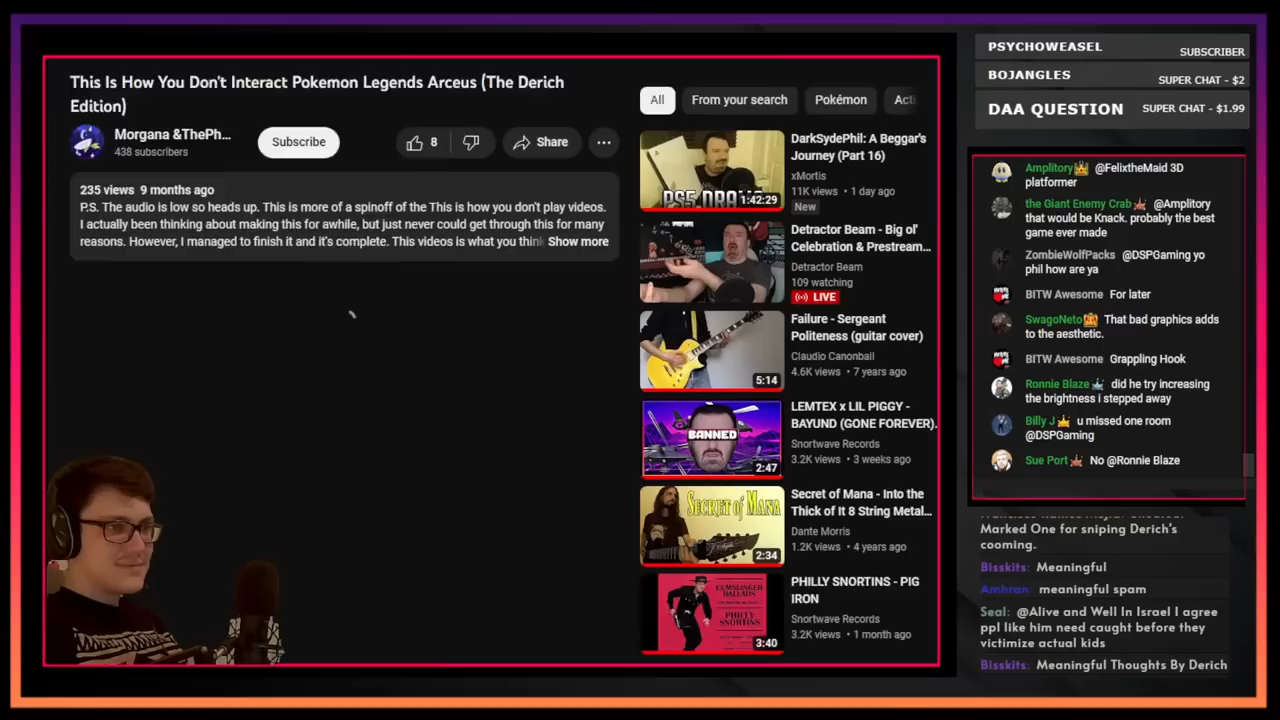 This Is How You Don't Interact Pokemon Legends Arceus (The Derich
Edition)
Morgana &ThePh...
438 subscribers
Subscribe
8
Share
235 views 9 months ago
P.S. The audio is low so heads up. This is more of a spinoff of the This is how you don't play videos.
I actually been thinking about making this for awhile, but just never could get through this for many
reasons. However, I managed to finish it and it's complete. This videos is what you think Show more
All
From your search
Pokémon
DarkSydePhil: A Beggar's
Journey (Part 16)
xMortis
11K views • 1 day ago
New
1:42:29
Detractor Beam - Big ol'
Celebration & Prestream...
Detractor Beam
109 watching
LIVE
Failure - Sergeant
Politeness (guitar cover)
Claudio Canonball
4.6K views • 7 years ago
5:14
LEMTEX x LIL PIGGY -
BAYUND (GONE FOREVER).
Snortwave Records
3.2K views • 3 weeks ago
BANNED
2:47
Secret of Mana - Into the
Thick of It 8 String Metal...
Dante Morris
1.2K views • 4 years ago
SECRET of MANA
2:34
PHILLY SNORTINS - PIG
IRON
Snortwave Records
3.2K views • 1 month ago
PHILLY
SNORTINS
3:40
PSYCHOWEASEL SUBSCRIBER
BOJANGLES SUPER CHAT - $2
DAA QUESTION SUPER CHAT - $1.99
Amplitory @FelixtheMaid 3D
platformer
the Giant Enemy Crab @Amplitory
that would be Knack. probably the best
game ever made
ZombieWolfPacks @DSPGaming yo
phil how are ya
BITW Awesome For later
SwagoNeto That bad graphics adds
to the aesthetic.
BITW Awesome Grappling Hook
Ronnie Blaze did he try increasing
the brightness i stepped away
Billy J u missed one room
@DSPGaming
Sue Port No @Ronnie Blaze
Marked One for sniping Derich's
cooming.
Bisskits: Meaningful
Amhran: meaningful spam
Seal: @Alive and Well In Israel I agree
ppl like him need caught before they
victimize actual kids
Bisskits: Meaningful Thoughts By Derich